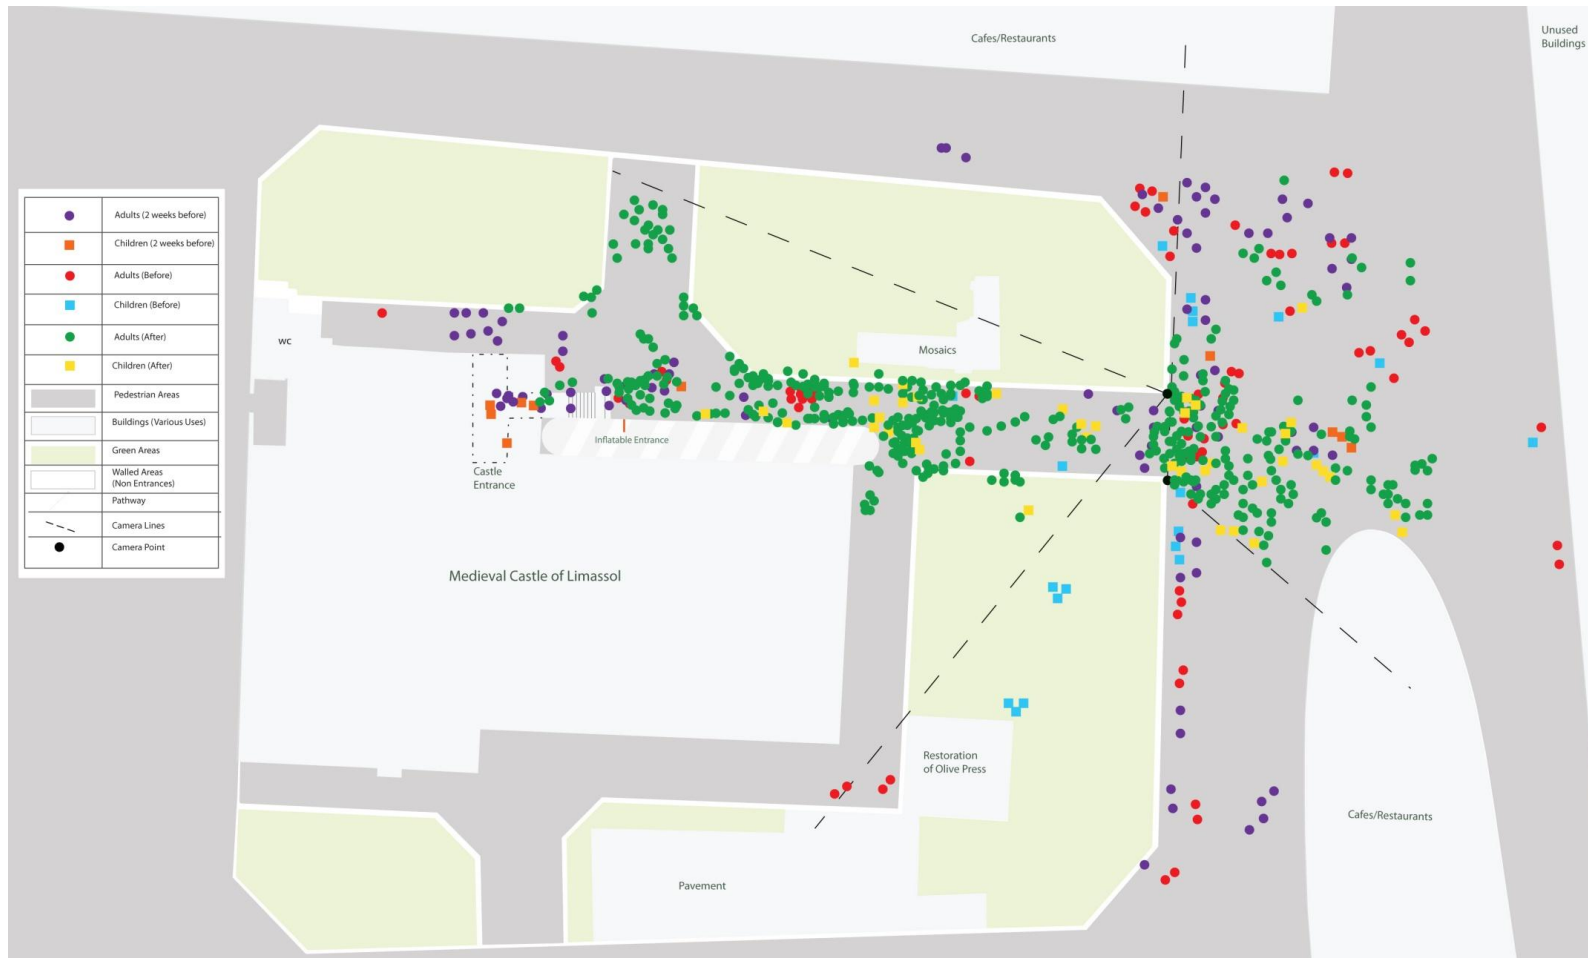 Cafes/Restaurants
Unused
Buildings
Adults (2 weeks before)
Children (2 weeks before)
Adults (Before)
Children (Before)
Adults (After)
Children (After)
Pedestrian Areas
Buildings (Various Uses)
Green Areas
Walled Areas
(Non Entrances)
Pathway
Camera Lines
Camera Point
WC
Mosaics
Inflatable Entrance
Castle
Entrance
Medieval Castle of Limassol
Restoration
of Olive Press
Cafes/Restaurants
Pavement